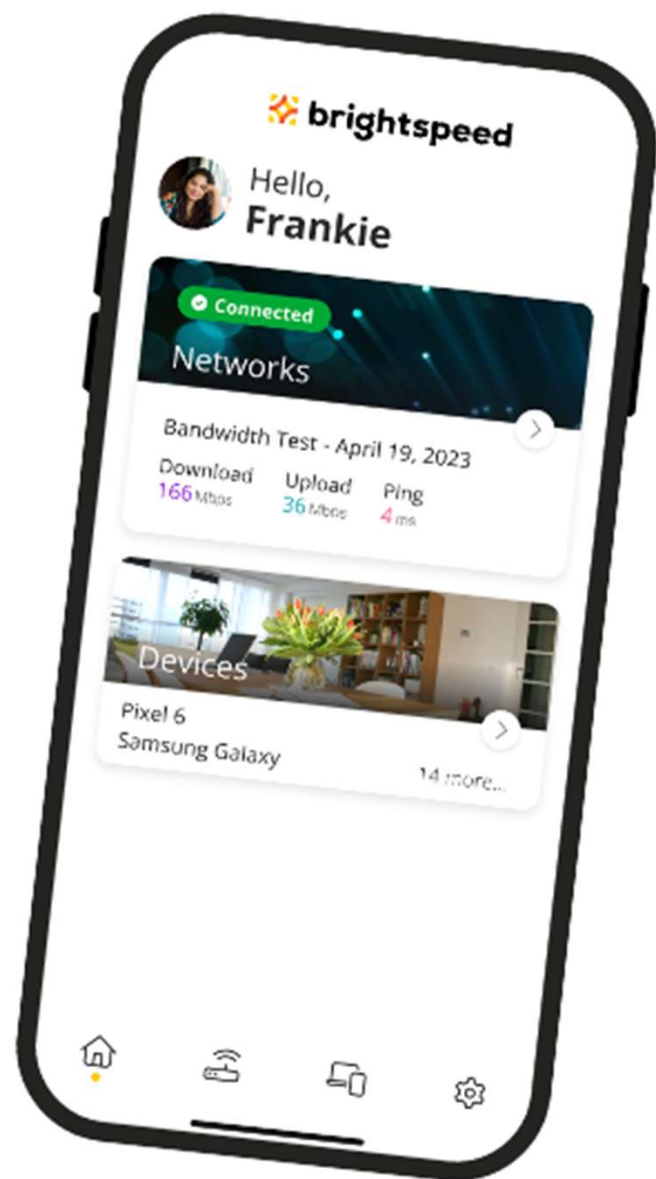 brightspeed
Hello,
Frankie
Connected
Networks
Bandwidth Test - April 19, 2023
Download Upload Ping
166 Mbps 36 Mbps 4 ms
Devices
Pixel 6
Samsung Galaxy
14 more...